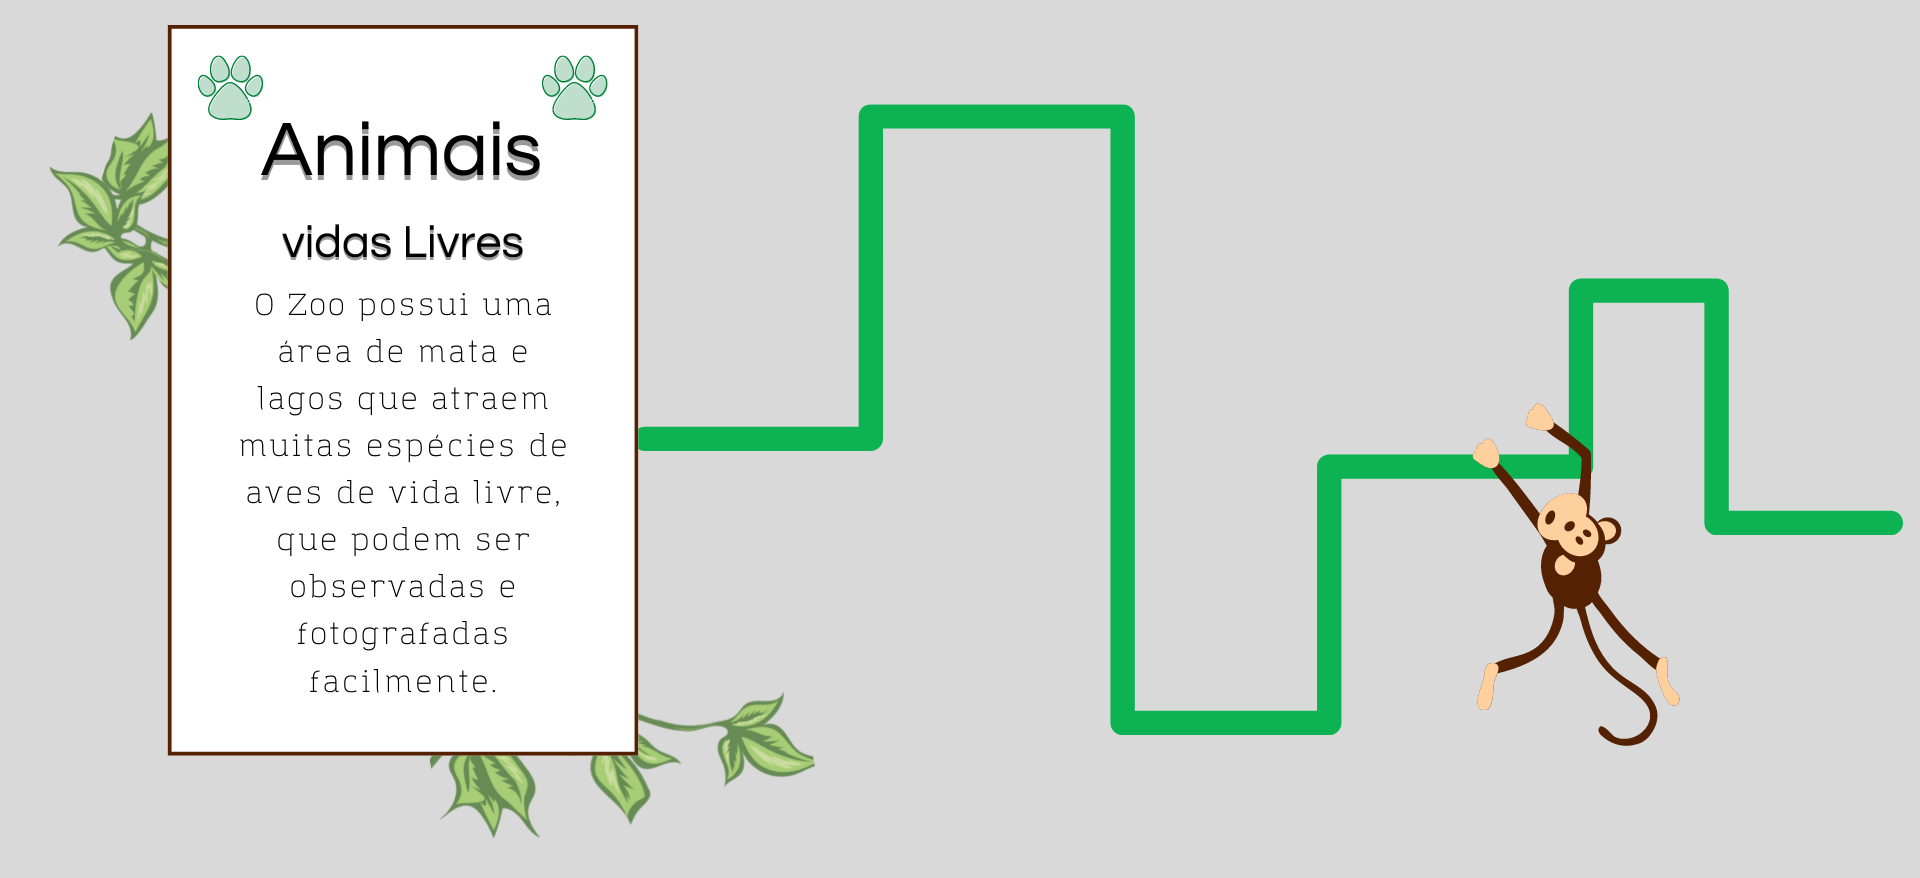 Animais
vidas Livres
O Zoo possui uma
área de mata e
lagos que atraem
muitas espécies de
aves de vida livre,
que podem ser
observadas e
fotografadas
facilmente.